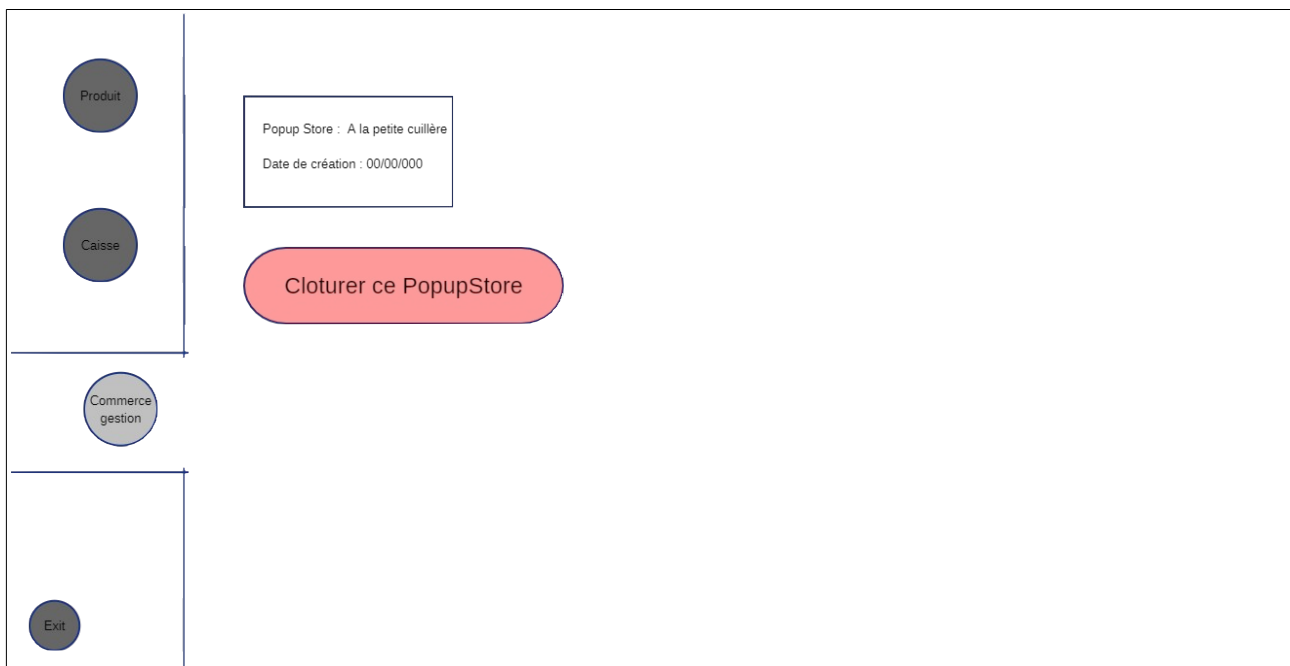 Produit
Popup Store : A la petite cuillère
Date de création : 00/00/000
Caisse
Cloturer ce PopupStore
Commerce
gestion
Exit